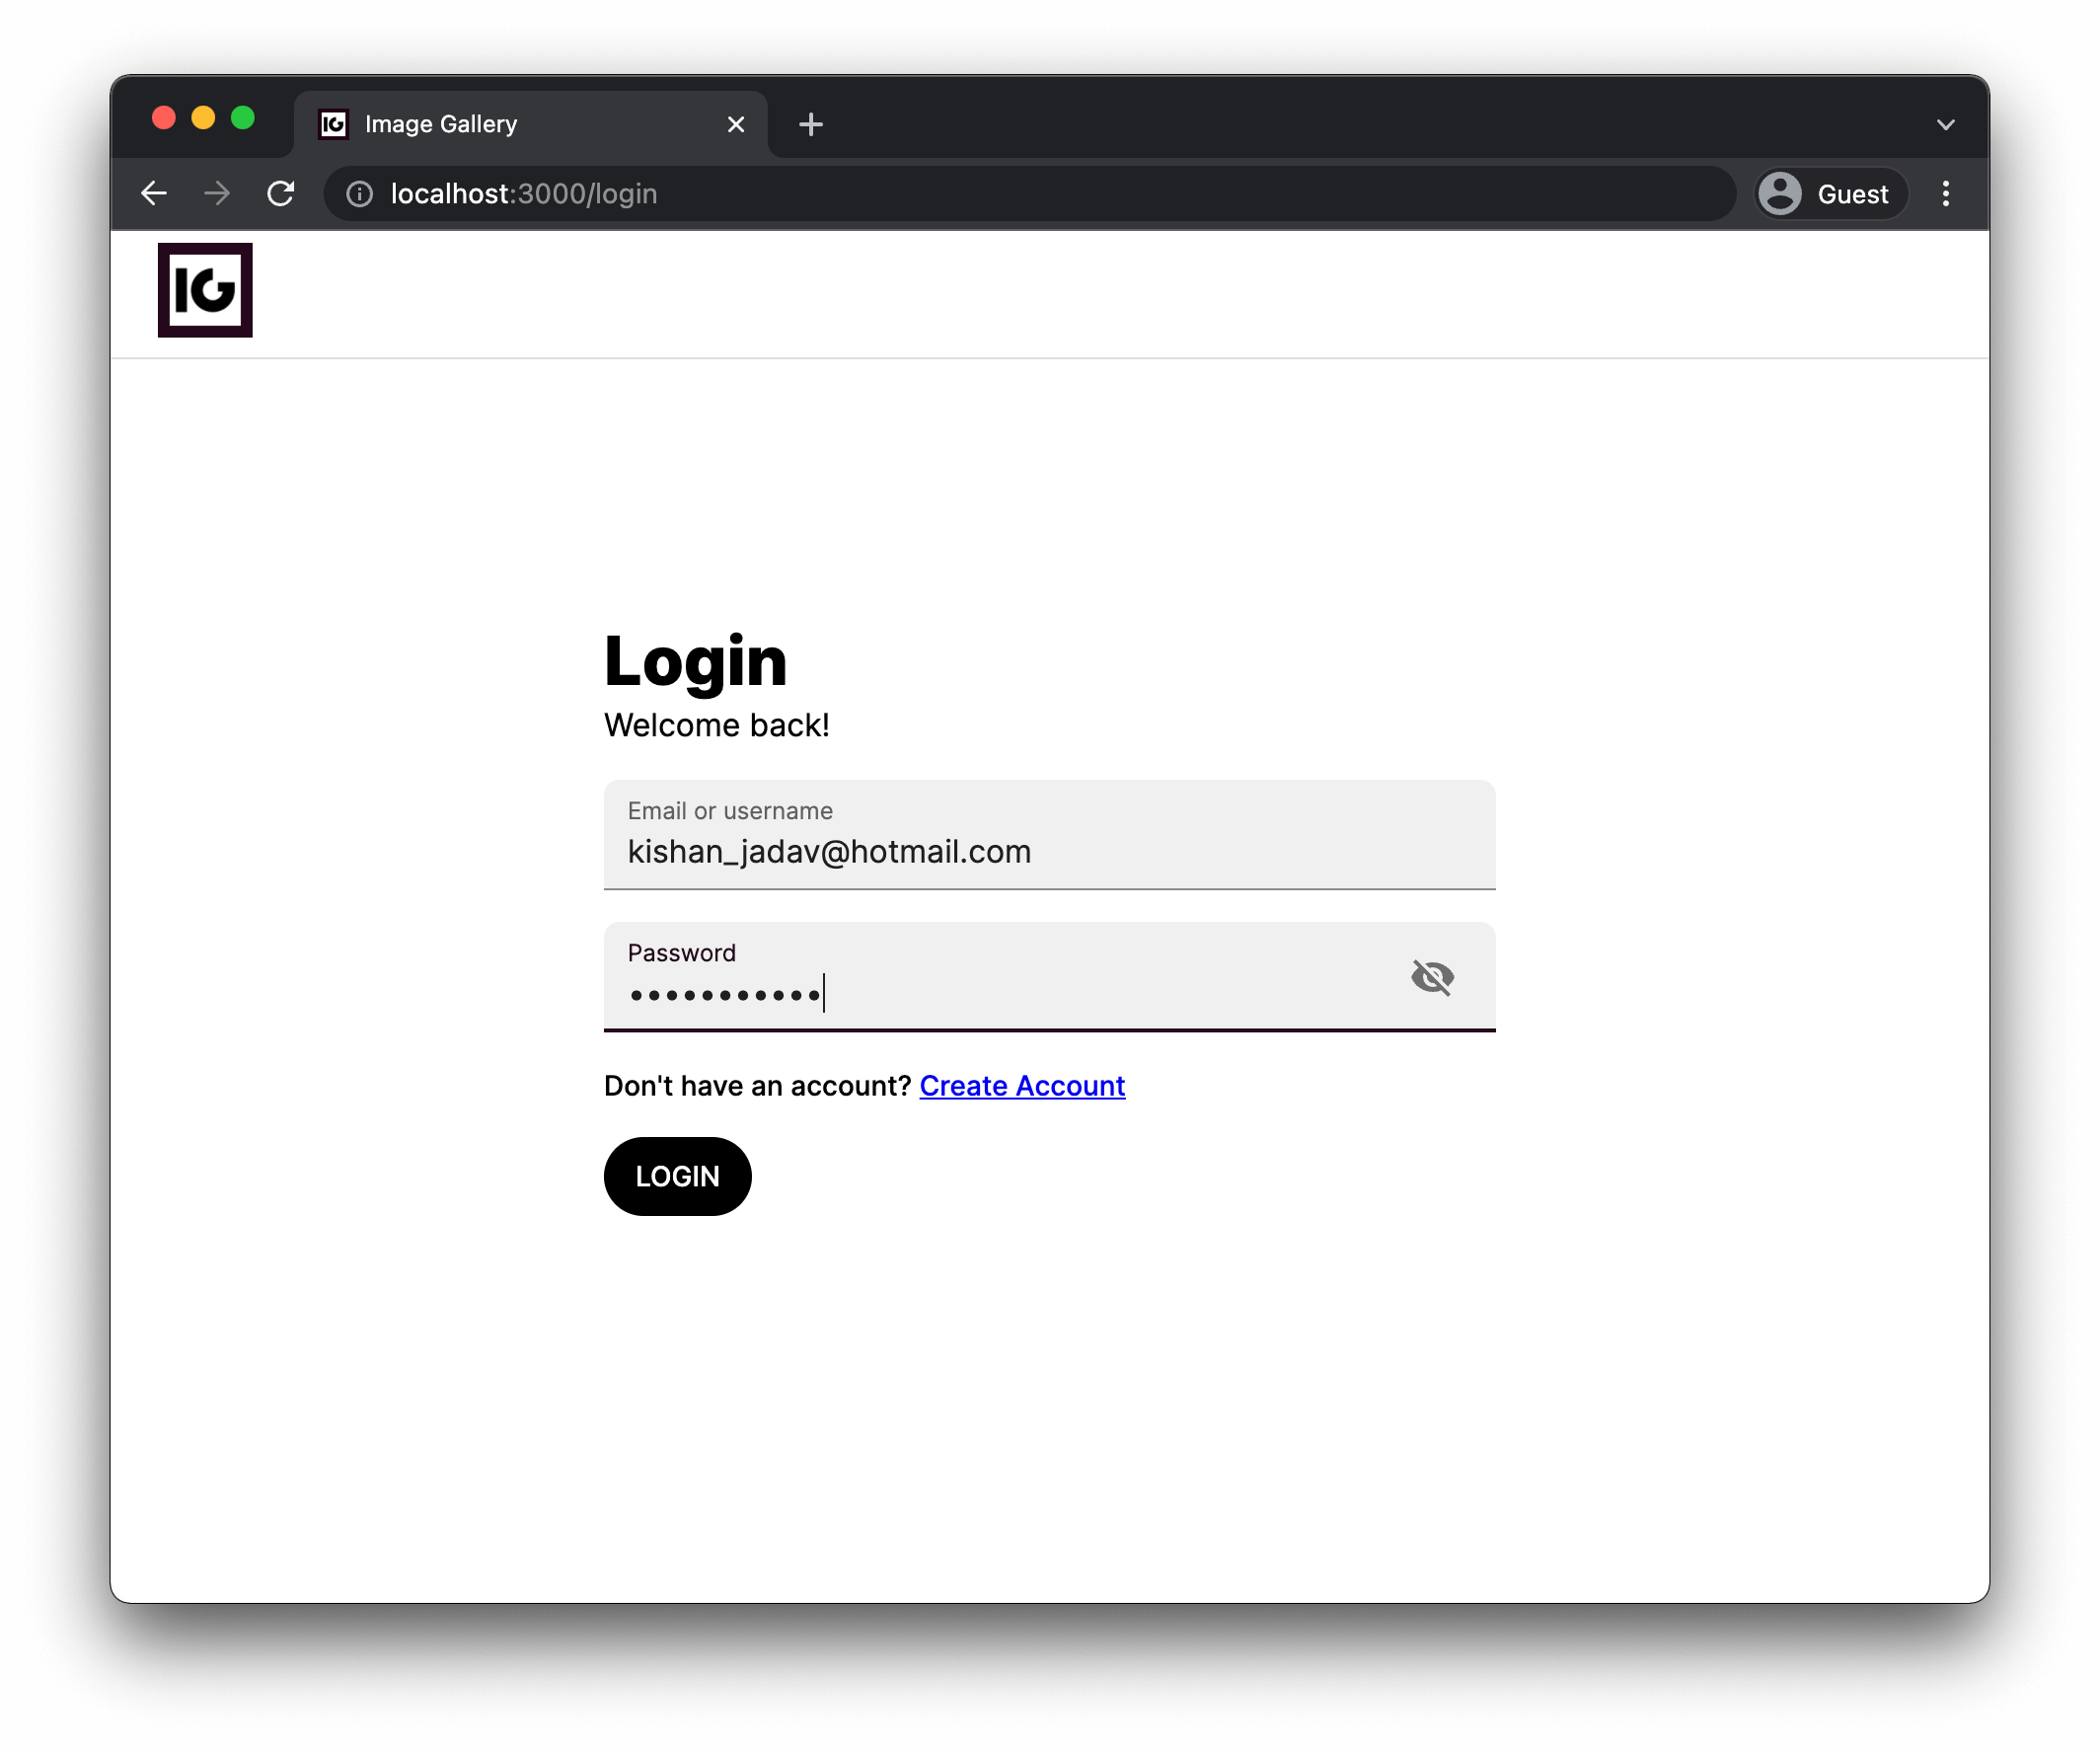 IG Image Gallery
localhost:3000/login
Guest
IG
Login
Welcome back!
Email or username
kishan_jadav@hotmail.com
Password
•••••••••••
Don't have an account? Create Account
LOGIN